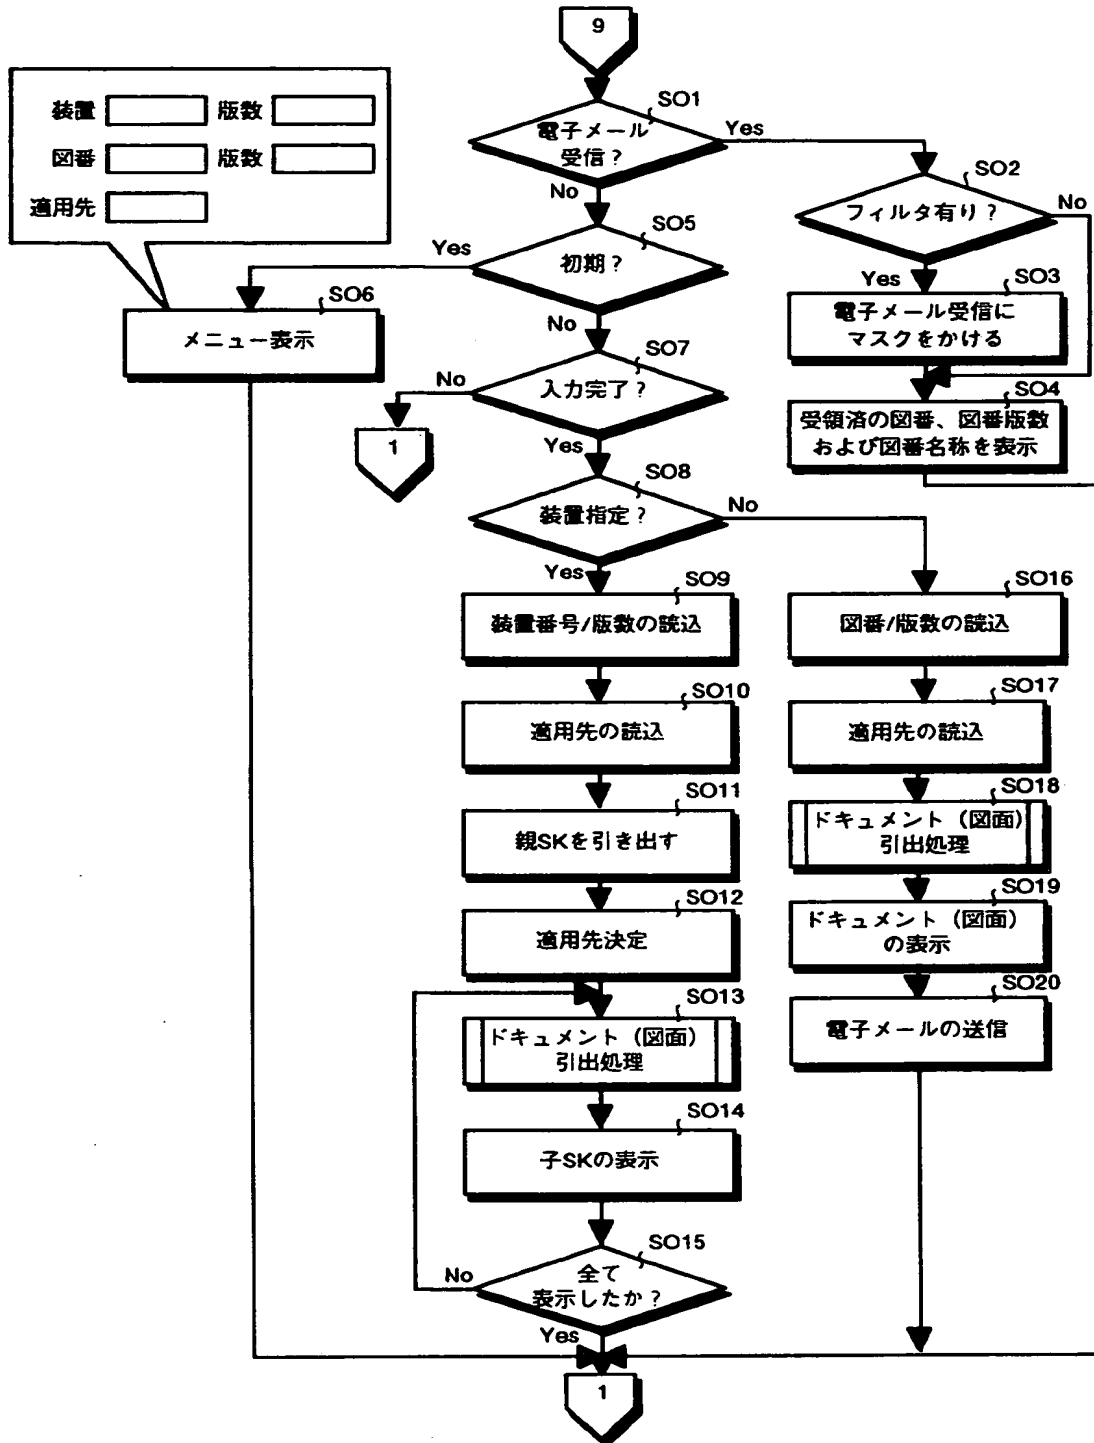 9
SO1
電子メール
受信？
Yes
No
SO2
フィルタ有り？
No
Yes
SO3
電子メール受信に
マスクをかける
SO4
受領済の図番、図番版数
および図番名称を表示
装置 版数
図番 版数
適用先
SO5
初期？
Yes
No
SO6
メニュー表示
SO7
入力完了？
No
Yes
1
SO8
装置指定？
No
Yes
SO9
装置番号/版数の読込
SO10
適用先の読込
SO11
親SKを引き出す
SO12
適用先決定
SO13
ドキュメント（図面）
引出処理
SO14
子SKの表示
SO15
全て
表示したか？
No
Yes
SO16
図番/版数の読込
SO17
適用先の読込
SO18
ドキュメント（図面）
引出処理
SO19
ドキュメント（図面）
の表示
SO20
電子メールの送信
1